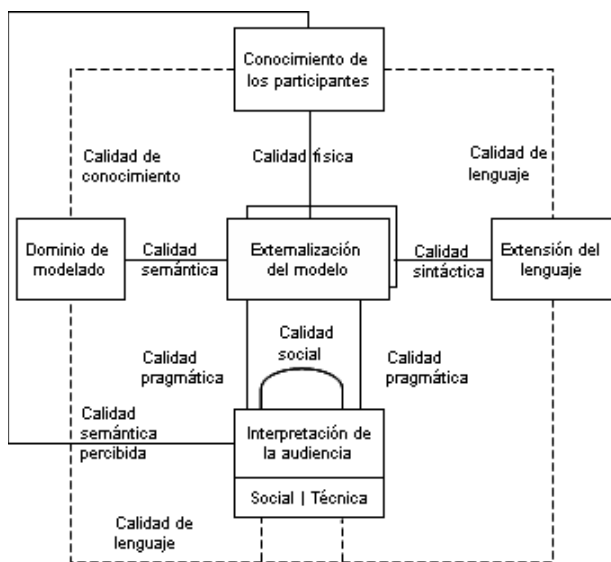 Conocimiento de
los participantes
Calidad de
conocimiento
Calidad física
Calidad de
lenguaje
Dominio de
modelado
Calidad
semántica
Externalización
del modelo
Calidad
sintáctica
Extensión del
lenguaje
Calidad
social
Calidad
pragmática
Calidad
pragmática
Calidad
semántica
percibida
Interpretación de
la audiencia
Social | Técnica
Calidad de
lenguaje